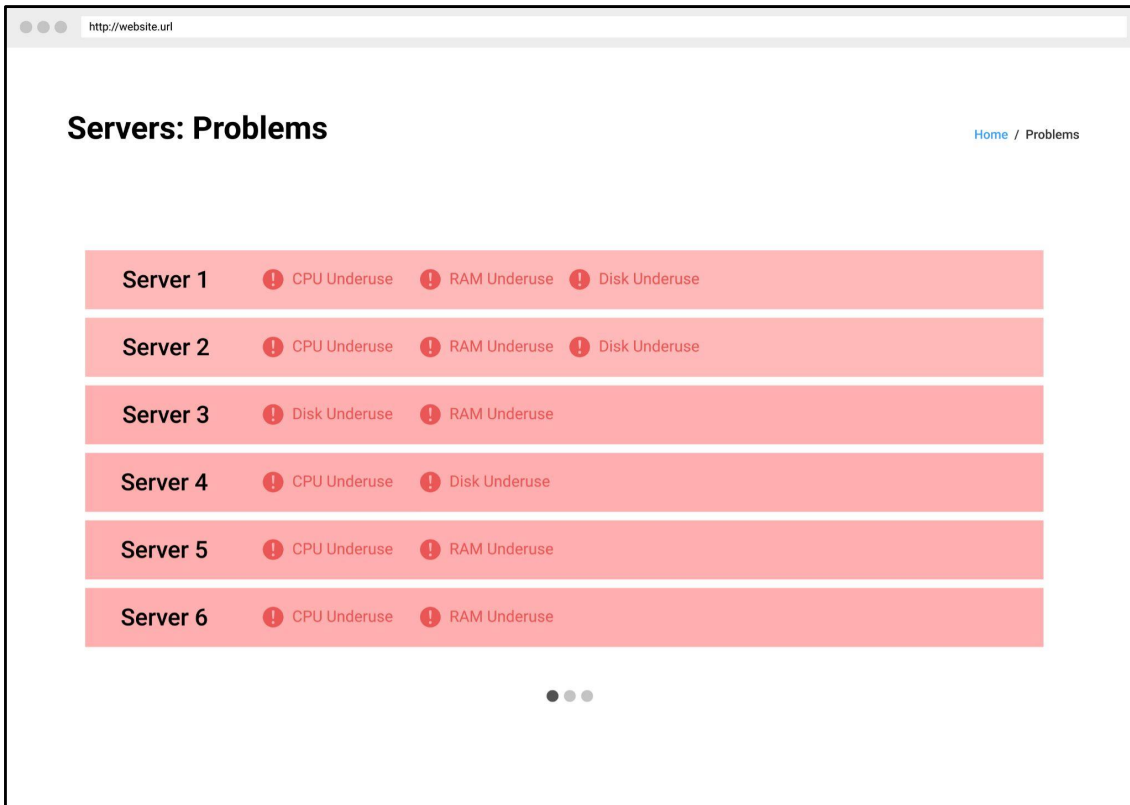 http://website.url
Servers: Problems
Home / Problems
Server 1 CPU Underuse RAM Underuse Disk Underuse
Server 2 CPU Underuse RAM Underuse Disk Underuse
Server 3 Disk Underuse RAM Underuse
Server 4 CPU Underuse Disk Underuse
Server 5 CPU Underuse RAM Underuse
Server 6 CPU Underuse RAM Underuse